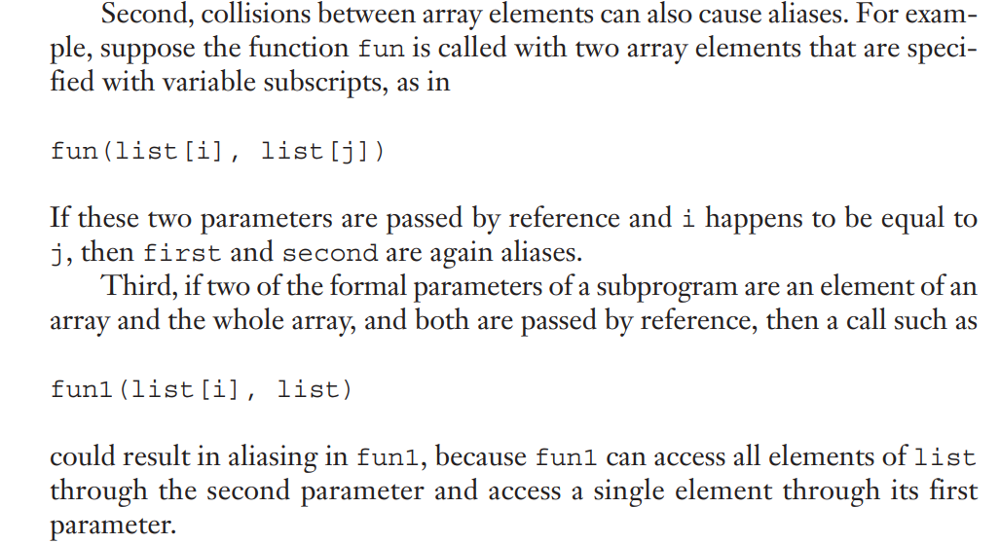 Second, collisions between array elements can also cause aliases. For exam-
ple, suppose the function fun is called with two array elements that are speci-
fied with variable subscripts, as in
fun(list[i], list[j])
If these two parameters are passed by reference and i happens to be equal to
j, then first and second are again aliases.
Third, if two of the formal parameters of a subprogram are an element of an
array and the whole array, and both are passed by reference, then a call such as
fun1(list[i], list)
could result in aliasing in fun1, because fun1 can access all elements of list
through the second parameter and access a single element through its first
parameter.